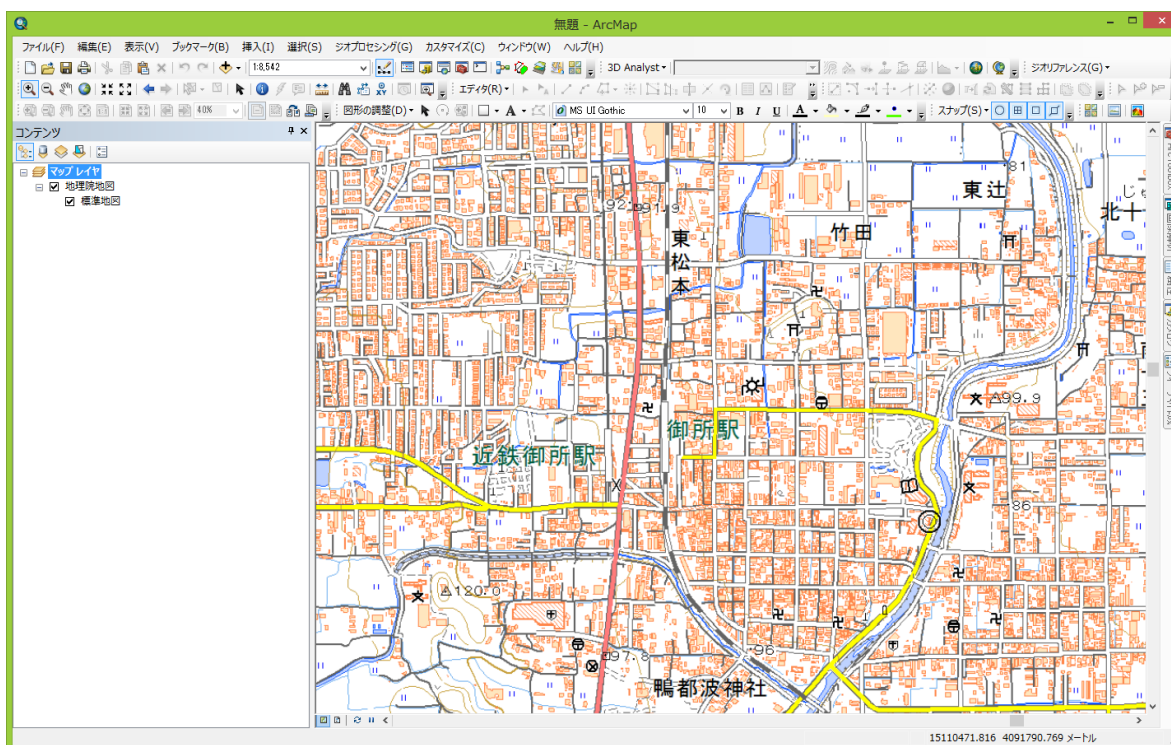 無題 - ArcMap
ファイル(F) 編集(E) 表示(V) ブックマーク(B) 挿入(I) 選択(S) ジオプロセシング(G) カスタマイズ(C) ウィンドウ(W) ヘルプ(H)
1:8,542 3D Analyst ジオリファレンス(G)
エディタ(R)
40% 図形の調整(D) A MS UI Gothic 10 B I U A スナップ(S)
コンテンツ
マップ レイヤ
地理院地図
標準地図
81
東辻
じ
北十
92 91.9
竹田
東松本
99.9
御所駅
近鉄御所駅
86
120.0
97.8
96
鴨都波神社
15110471.816 4091790.769 メートル